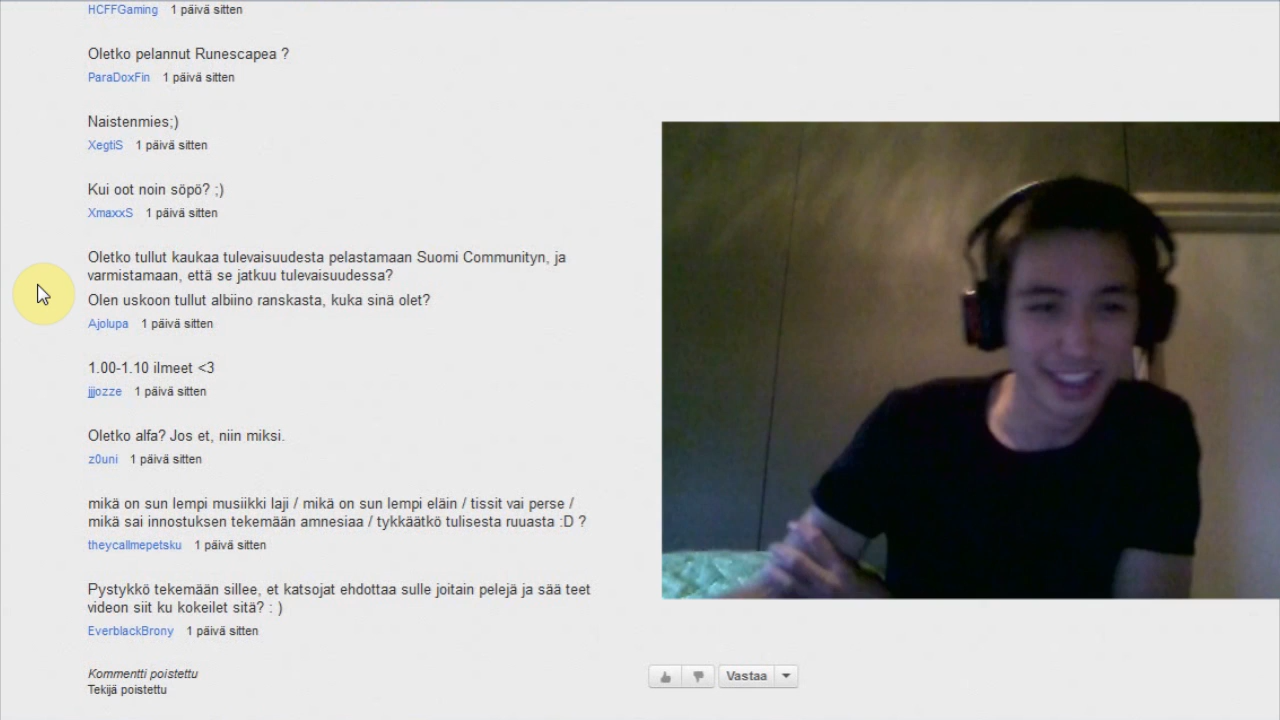 HCFFGaming 1 päivä sitten
Oletko pelannut Runescapea ?
ParaDoxFin 1 päivä sitten
Naistenmies;)
XegtiS 1 päivä sitten
Kui oot noin söpö? ;)
XmaxxS 1 päivä sitten
Oletko tullut kaukaa tulevaisuudesta pelastamaan Suomi Communityn, ja
varmistamaan, että se jatkuu tulevaisuudessa?
Olen uskoon tullut albiino ranskasta, kuka sinä olet?
Ajolupa 1 päivä sitten
1.00-1.10 ilmeet <3
jjjozze 1 päivä sitten
Oletko alfa? Jos et, niin miksi.
z0uni 1 päivä sitten
mikä on sun lempi musiikki laji / mikä on sun lempi eläin / tissit vai perse /
mikä sai innostuksen tekemään amnesiaa / tykkäätkö tulisesta ruuasta :D ?
theycallmepetsku 1 päivä sitten
Pystykkö tekemään sillee, et katsojat ehdottaa sulle joitain pelejä ja sää teet
videon siit ku kokeilet sitä? : )
EverblackBrony 1 päivä sitten
Kommentti poistettu
Tekijä poistettu
Vastaa